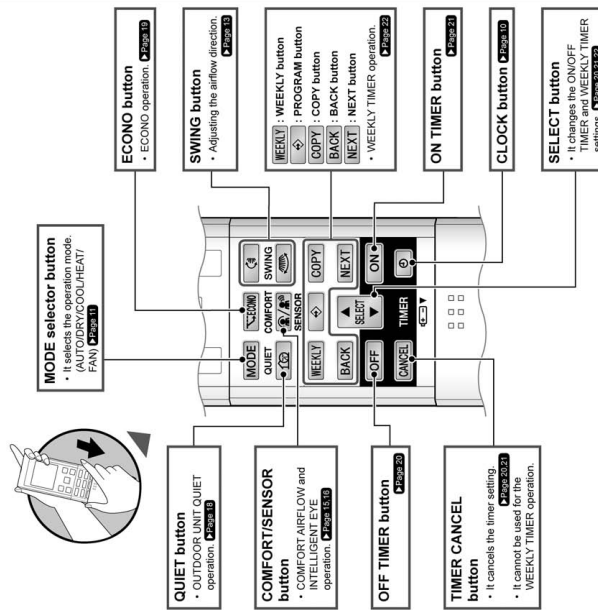 MODE selector button
• It selects the operation mode.
(AUTO/DRY/COOL/HEAT/
FAN) ▶Page 11
QUIET button
• OUTDOOR UNIT QUIET
operation. ▶Page 18
COMFORT/SENSOR
button
• COMFORT AIRFLOW and
INTELLIGENT EYE
operation. ▶Page 15,16
OFF TIMER button
▶Page 20
TIMER CANCEL
button
• It cancels the timer setting.
▶Page 20,21
• It cannot be used for the
WEEKLY TIMER operation.
MODE
ECONO
QUIET
COMFORT
SWING
SENSOR
WEEKLY
COPY
BACK
SELECT
NEXT
OFF
ON
CANCEL
TIMER
ECONO button
• ECONO operation. ▶Page 19
SWING button
• Adjusting the airflow direction.
▶Page 13
WEEKLY : WEEKLY button
: PROGRAM button
COPY : COPY button
BACK : BACK button
NEXT : NEXT button
• WEEKLY TIMER operation.
▶Page 22
ON TIMER button
▶Page 21
CLOCK button ▶Page 10
SELECT button
• It changes the ON/OFF
TIMER and WEEKLY TIMER
settings. ▶Page 20,21,22